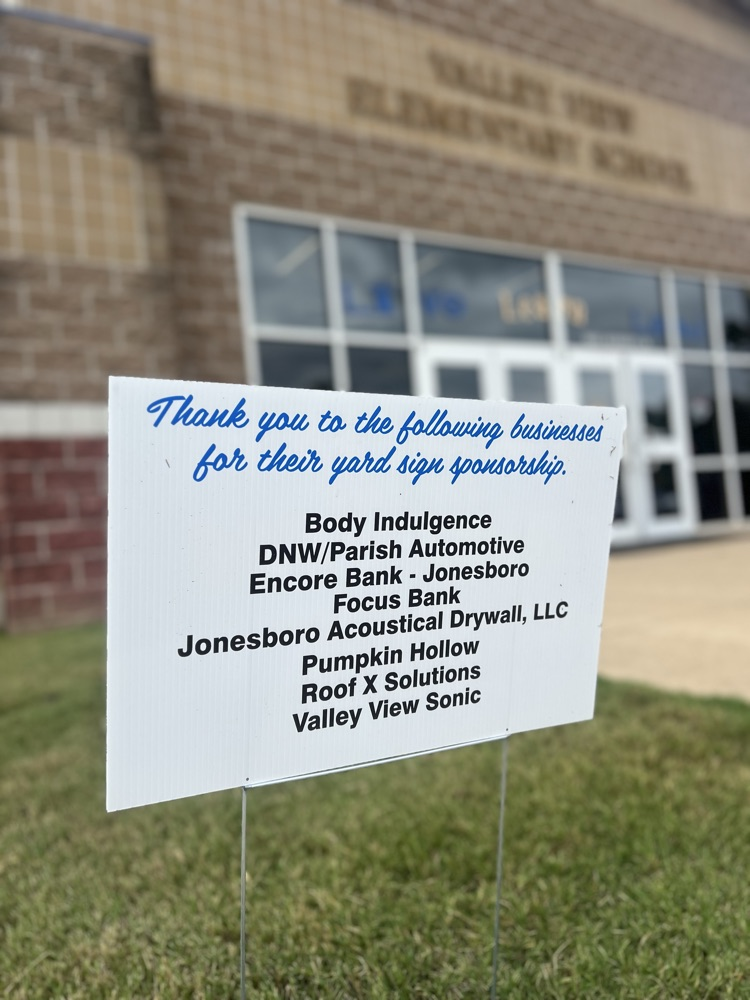 VALLEY VIEW
ELEMENTARY SCHOOL
Thank you to the following businesses
for their yard sign sponsorship.
Body Indulgence
DNW/Parish Automotive
Encore Bank - Jonesboro
Focus Bank
Jonesboro Acoustical Drywall, LLC
Pumpkin Hollow
Roof X Solutions
Valley View Sonic